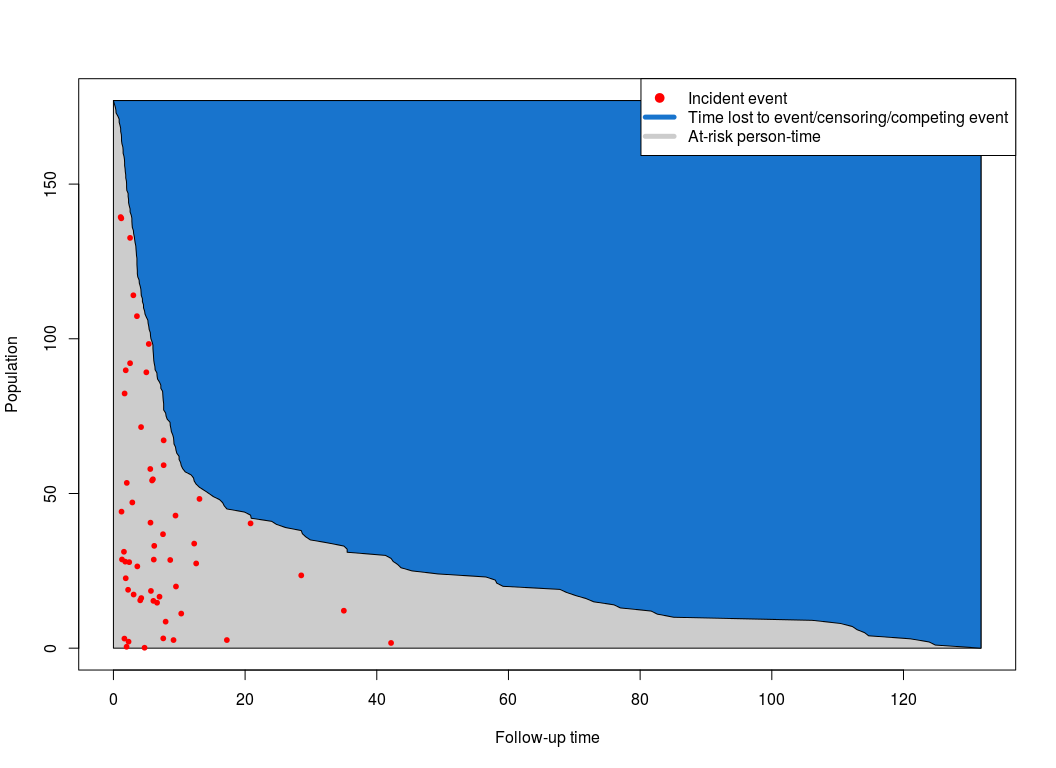 Incident event
Time lost to event/censoring/competing event
At-risk person-time
Population
0
50
100
150
0 20 40 60 80 100 120
Follow-up time